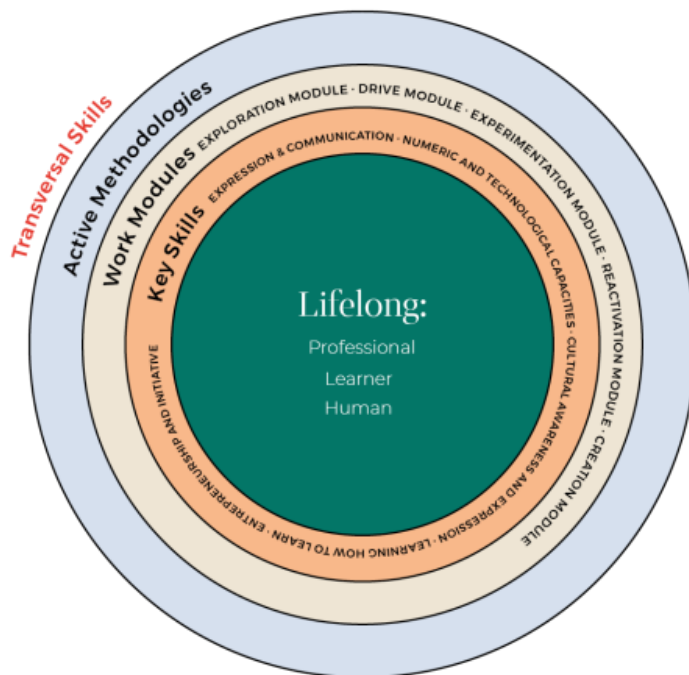 Transversal Skills
Active Methodologies
Work Modules EXPLORATION MODULE · DRIVE MODULE · EXPERIMENTATION MODULE · REACTIVATION MODULE · CREATION MODULE
Key Skills EXPRESSION & COMMUNICATION · NUMERIC AND TECHNOLOGICAL CAPACITIES · CULTURAL AWARENESS AND EXPRESSION · LEARNING HOW TO LEARN · ENTREPRENEURSHIP AND INITIATIVE
Lifelong:
Professional
Learner
Human